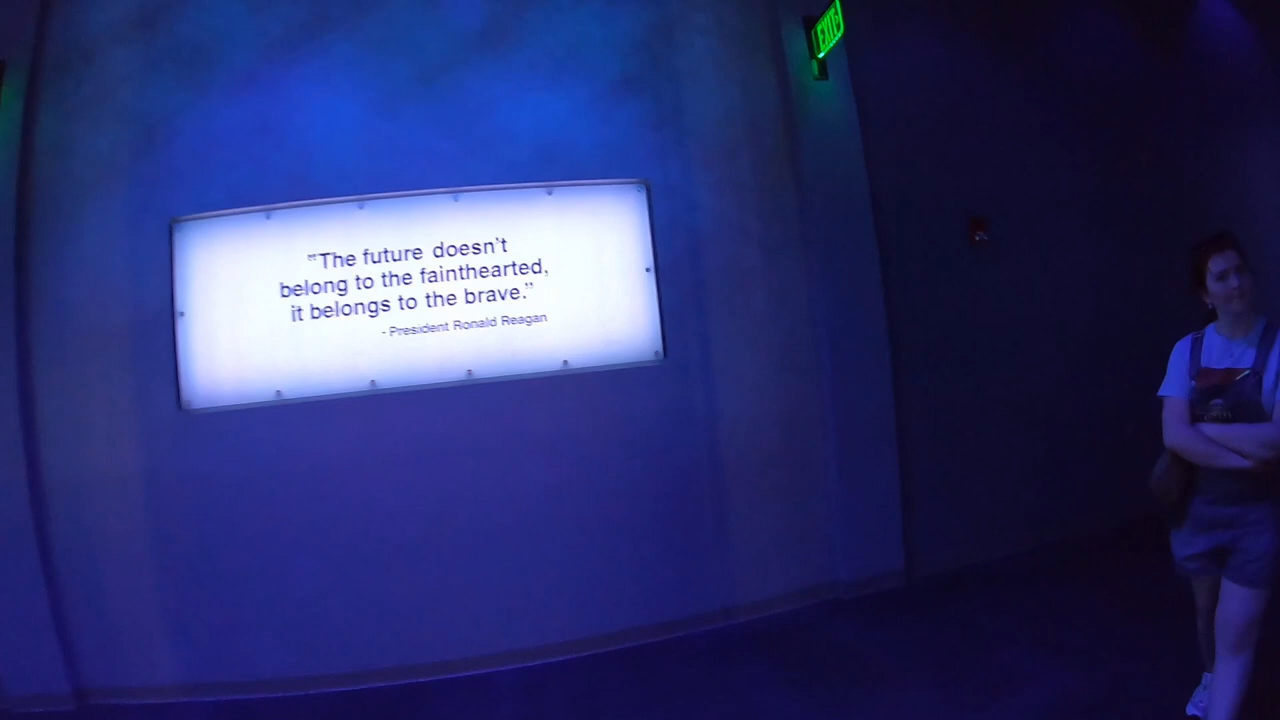 EXIT
"The future doesn't
belong to the fainthearted,
it belongs to the brave."
- President Ronald Reagan